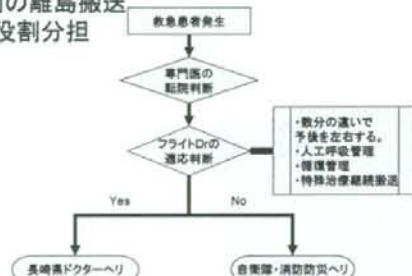 の離島搬送
役割分担
救急患者発生
専門医の
転院判断
フライトDrの
適応判断
・数分の違いで
予後を左右する。
・人工呼吸管理
・循環管理
・特殊治療継続搬送
Yes
No
長崎県ドクターヘリ
自衛隊・消防防災ヘリ